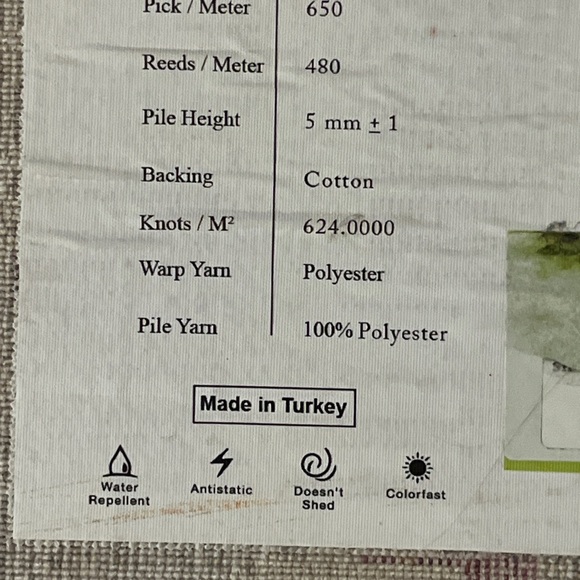 Pick / Meter 650
Reeds / Meter 480
Pile Height 5 mm ± 1
Backing Cotton
Knots / M² 624.0000
Warp Yarn Polyester
Pile Yarn 100% Polyester
Made in Turkey
Water Repellent
Antistatic
Doesn't Shed
Colorfast